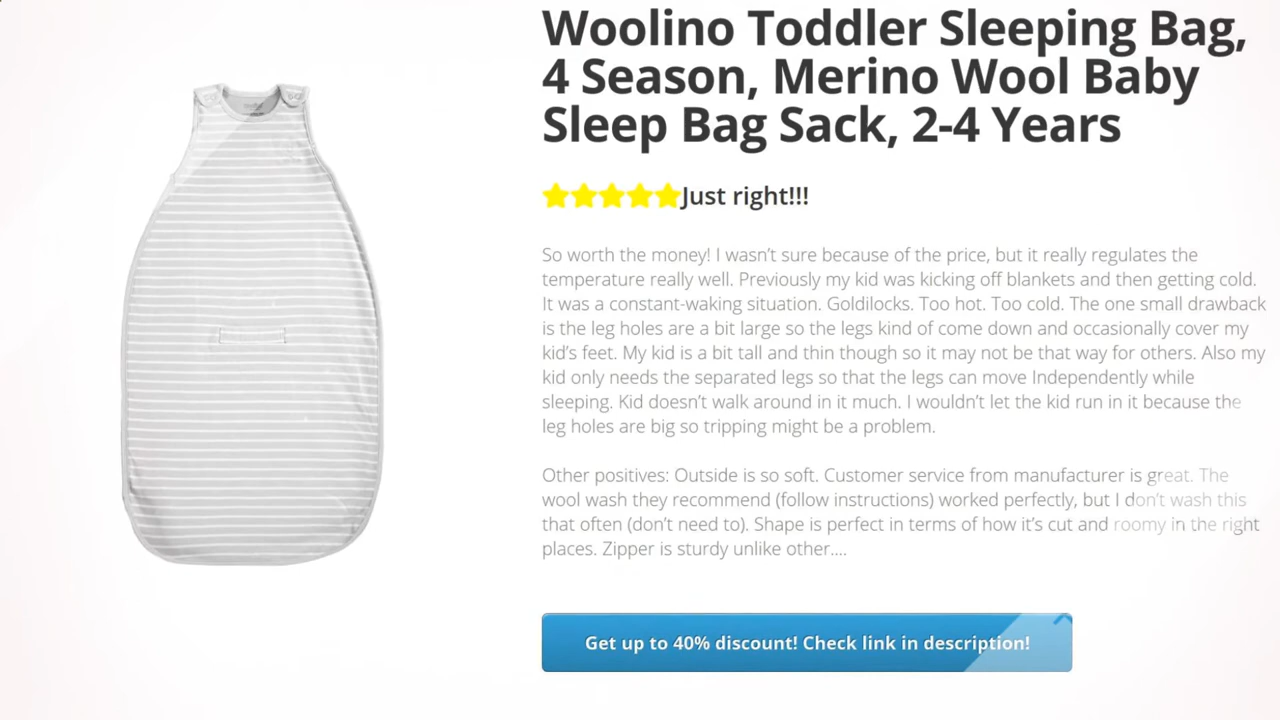 Woolino Toddler Sleeping Bag,
4 Season, Merino Wool Baby
Sleep Bag Sack, 2-4 Years
Just right!!!
So worth the money! I wasn’t sure because of the price, but it really regulates the
temperature really well. Previously my kid was kicking off blankets and then getting cold.
It was a constant-waking situation. Goldilocks. Too hot. Too cold. The one small drawback
is the leg holes are a bit large so the legs kind of come down and occasionally cover my
kid’s feet. My kid is a bit tall and thin though so it may not be that way for others. Also my
kid only needs the separated legs so that the legs can move Independently while
sleeping. Kid doesn’t walk around in it much. I wouldn’t let the kid run in it because the
leg holes are big so tripping might be a problem.
Other positives: Outside is so soft. Customer service from manufacturer is great. The
wool wash they recommend (follow instructions) worked perfectly, but I don’t wash this
that often (don’t need to). Shape is perfect in terms of how it’s cut and roomy in the right
places. Zipper is sturdy unlike other....
Get up to 40% discount! Check link in description!